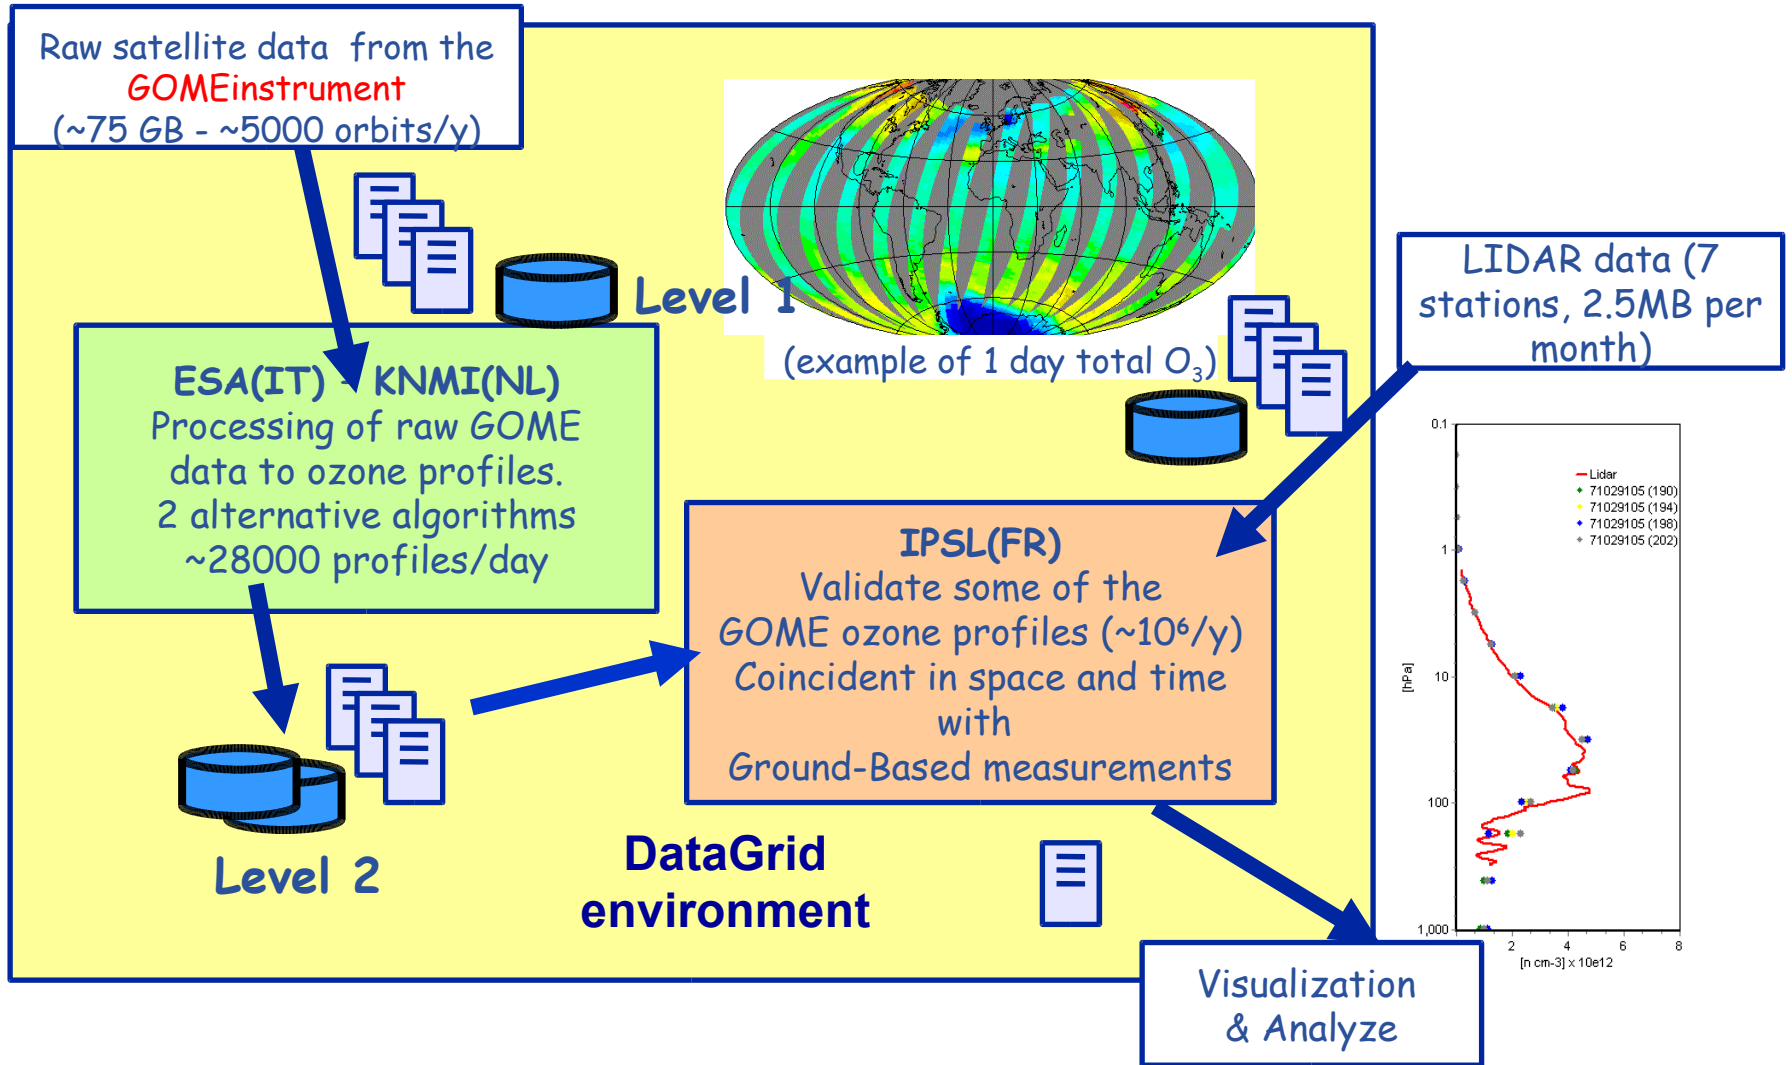 Raw satellite data from the
GOMEinstrument
(~75 GB - ~5000 orbits/y)
Level 1
(example of 1 day total O₃)
LIDAR data (7
stations, 2.5MB per
month)
ESA(IT) - KNMI(NL)
Processing of raw GOME
data to ozone profiles.
2 alternative algorithms
~28000 profiles/day
IPSL(FR)
Validate some of the
GOME ozone profiles (~10⁶/y)
Coincident in space and time
with
Ground-Based measurements
Level 2
DataGrid
environment
Visualization
& Analyze
0.1
1
10
100
1,000
[hPa]
Lidar
71029105 (190)
71029105 (194)
71029105 (198)
71029105 (202)
2 4 6 8
[n cm-3] x 10e12